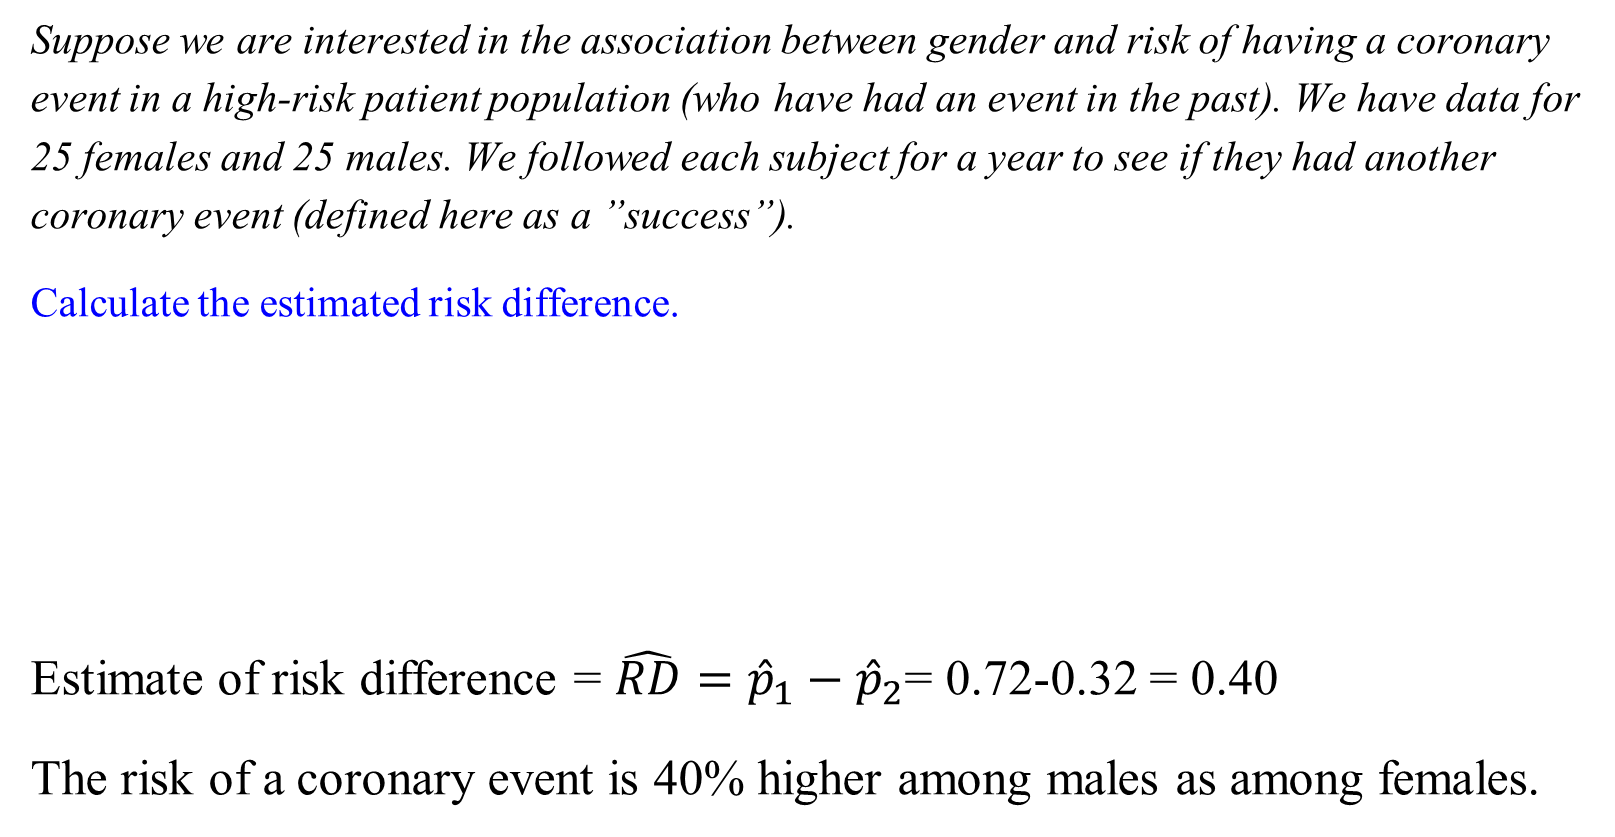 Suppose we are interested in the association between gender and risk of having a coronary
event in a high-risk patient population (who have had an event in the past). We have data for
25 females and 25 males. We followed each subject for a year to see if they had another
coronary event (defined here as a ”success”).
Calculate the estimated risk difference.
Estimate of risk difference = \widehat{RD} = p̂₁ − p̂₂= 0.72-0.32 = 0.40
The risk of a coronary event is 40% higher among males as among females.